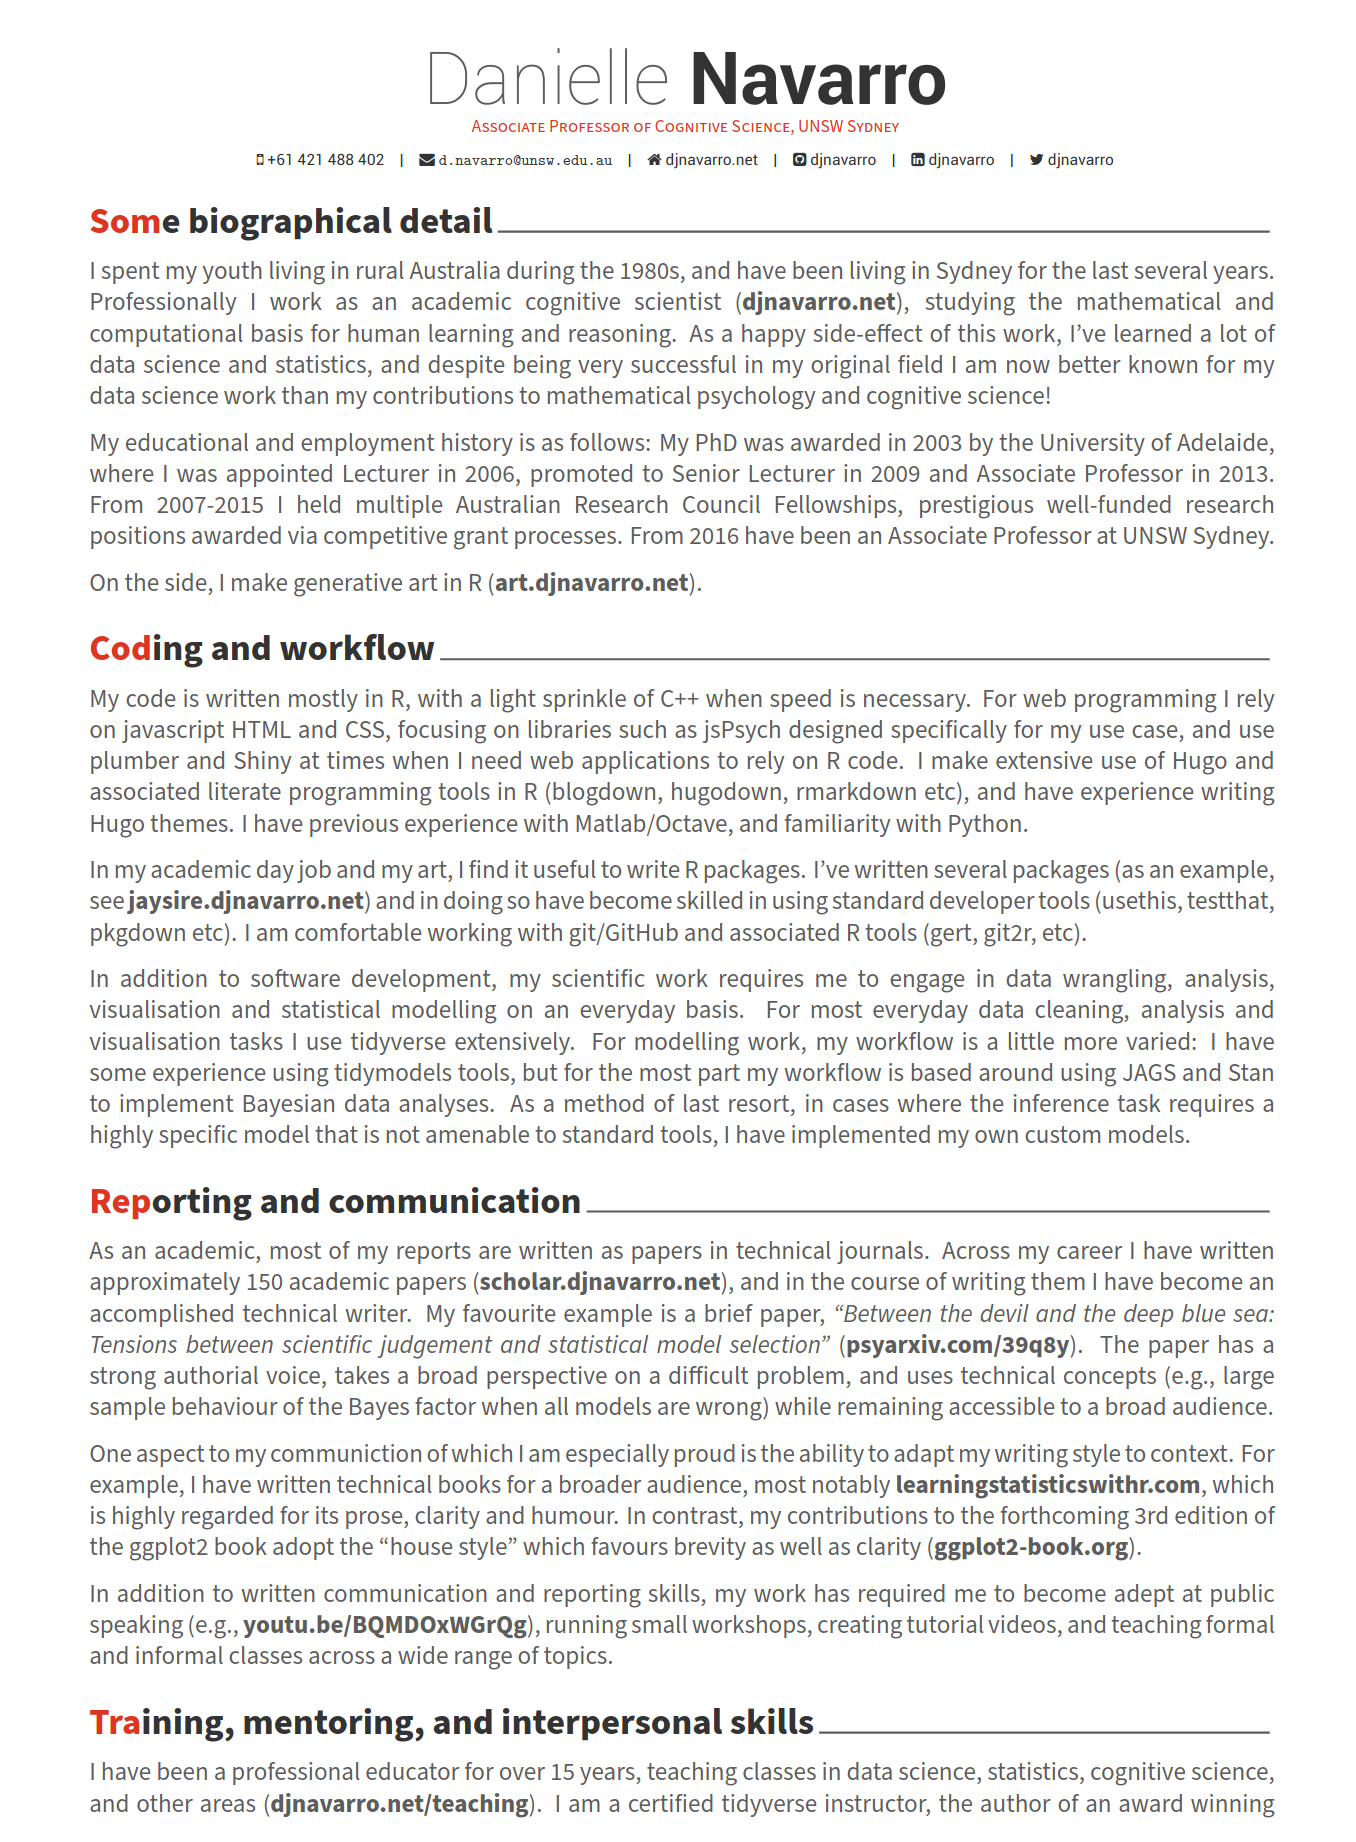 Danielle Navarro
Associate Professor of Cognitive Science, UNSW Sydney
+61 421 488 402 | d.navarro@unsw.edu.au | djnavarro.net | djnavarro | djnavarro | djnavarro
Some biographical detail
I spent my youth living in rural Australia during the 1980s, and have been living in Sydney for the last several years.
Professionally I work as an academic cognitive scientist (djnavarro.net), studying the mathematical and
computational basis for human learning and reasoning. As a happy side-effect of this work, I’ve learned a lot of
data science and statistics, and despite being very successful in my original field I am now better known for my
data science work than my contributions to mathematical psychology and cognitive science!
My educational and employment history is as follows: My PhD was awarded in 2003 by the University of Adelaide,
where I was appointed Lecturer in 2006, promoted to Senior Lecturer in 2009 and Associate Professor in 2013.
From 2007-2015 I held multiple Australian Research Council Fellowships, prestigious well-funded research
positions awarded via competitive grant processes. From 2016 have been an Associate Professor at UNSW Sydney.
On the side, I make generative art in R (art.djnavarro.net).
Coding and workflow
My code is written mostly in R, with a light sprinkle of C++ when speed is necessary. For web programming I rely
on javascript HTML and CSS, focusing on libraries such as jsPsych designed specifically for my use case, and use
plumber and Shiny at times when I need web applications to rely on R code. I make extensive use of Hugo and
associated literate programming tools in R (blogdown, hugodown, rmarkdown etc), and have experience writing
Hugo themes. I have previous experience with Matlab/Octave, and familiarity with Python.
In my academic day job and my art, I find it useful to write R packages. I’ve written several packages (as an example,
see jaysire.djnavarro.net) and in doing so have become skilled in using standard developer tools (usethis, testthat,
pkgdown etc). I am comfortable working with git/GitHub and associated R tools (gert, git2r, etc).
In addition to software development, my scientific work requires me to engage in data wrangling, analysis,
visualisation and statistical modelling on an everyday basis. For most everyday data cleaning, analysis and
visualisation tasks I use tidyverse extensively. For modelling work, my workflow is a little more varied: I have
some experience using tidymodels tools, but for the most part my workflow is based around using JAGS and Stan
to implement Bayesian data analyses. As a method of last resort, in cases where the inference task requires a
highly specific model that is not amenable to standard tools, I have implemented my own custom models.
Reporting and communication
As an academic, most of my reports are written as papers in technical journals. Across my career I have written
approximately 150 academic papers (scholar.djnavarro.net), and in the course of writing them I have become an
accomplished technical writer. My favourite example is a brief paper, “Between the devil and the deep blue sea:
Tensions between scientific judgement and statistical model selection” (psyarxiv.com/39q8y). The paper has a
strong authorial voice, takes a broad perspective on a difficult problem, and uses technical concepts (e.g., large
sample behaviour of the Bayes factor when all models are wrong) while remaining accessible to a broad audience.
One aspect to my communiction of which I am especially proud is the ability to adapt my writing style to context. For
example, I have written technical books for a broader audience, most notably learningstatisticswithr.com, which
is highly regarded for its prose, clarity and humour. In contrast, my contributions to the forthcoming 3rd edition of
the ggplot2 book adopt the “house style” which favours brevity as well as clarity (ggplot2-book.org).
In addition to written communication and reporting skills, my work has required me to become adept at public
speaking (e.g., youtu.be/BQMDOxWGrQg), running small workshops, creating tutorial videos, and teaching formal
and informal classes across a wide range of topics.
Training, mentoring, and interpersonal skills
I have been a professional educator for over 15 years, teaching classes in data science, statistics, cognitive science,
and other areas (djnavarro.net/teaching). I am a certified tidyverse instructor, the author of an award winning